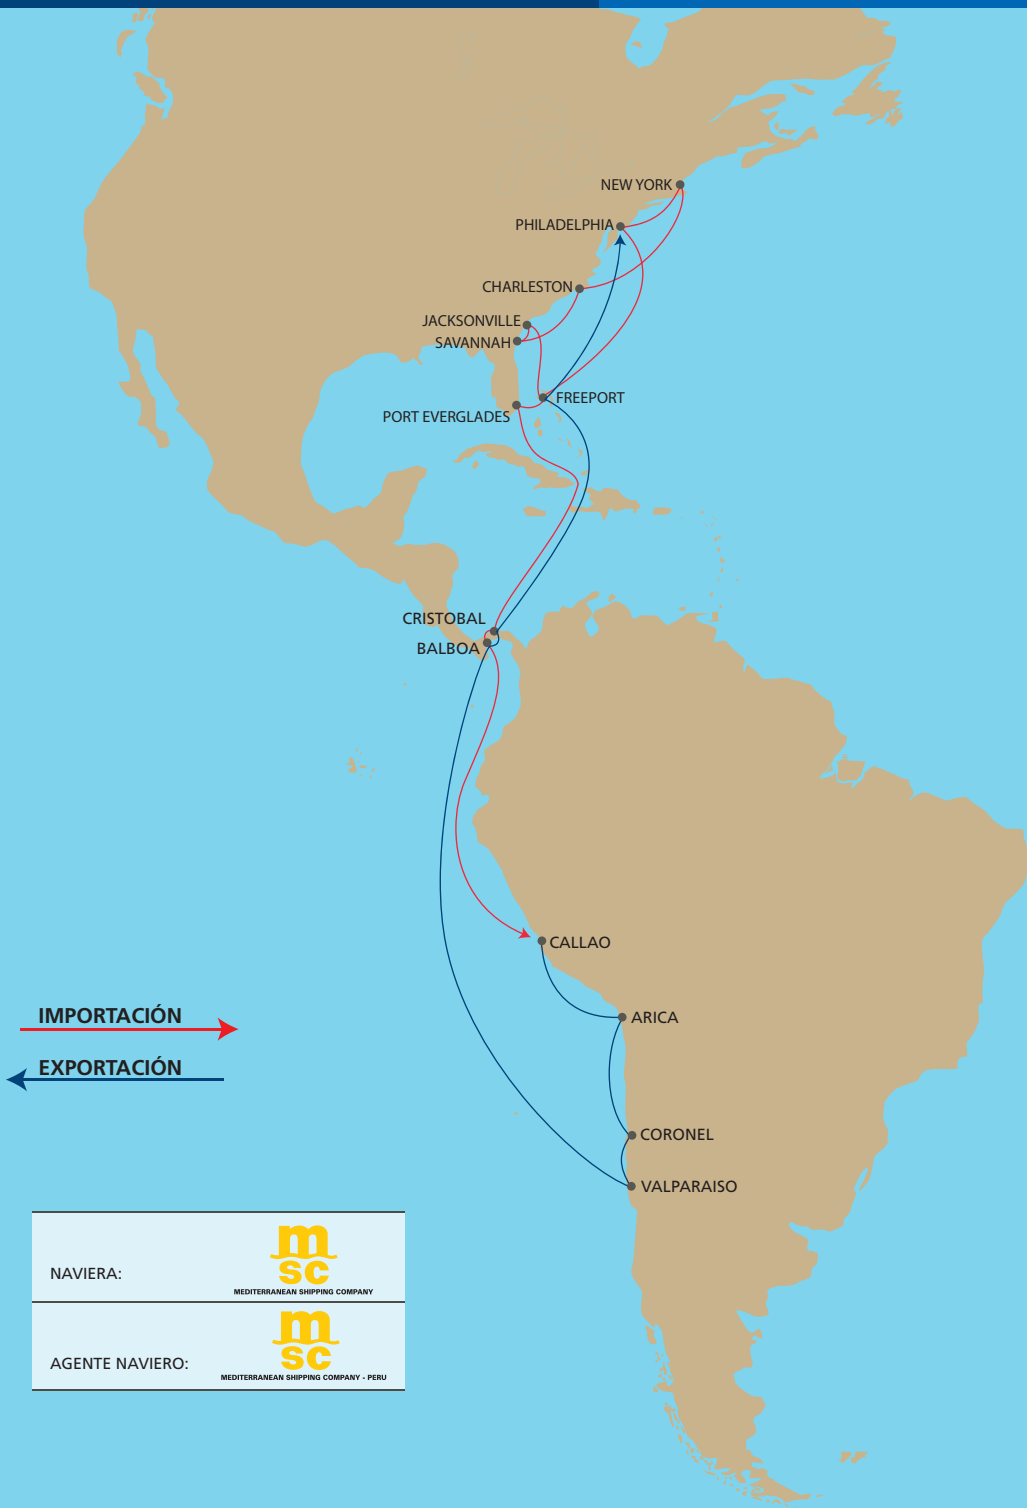 NEW YORK
PHILADELPHIA
CHARLESTON
JACKSONVILLE
SAVANNAH
FREEPORT
PORT EVERGLADES
CRISTOBAL
BALBOA
CALLAO
IMPORTACIÓN
ARICA
EXPORTACIÓN
CORONEL
VALPARAISO
msc
NAVIERA:
MEDITERRANEAN SHIPPING COMPANY
msc
AGENTE NAVIERO:
MEDITERRANEAN SHIPPING COMPANY - PERU